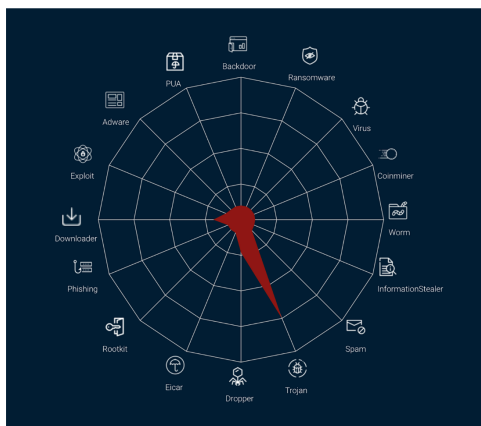 Backdoor
Ransomware
PUA
Virus
Adware
Coinminer
Exploit
Worm
Downloader
InformationStealer
Phishing
Spam
Rootkit
Trojan
Eicar
Dropper